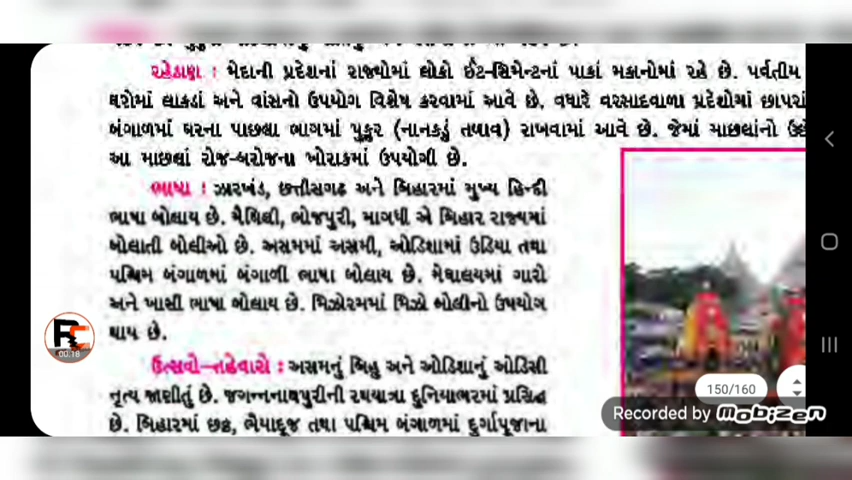 રહેઠાણ : મેદાની પ્રદેશનાં રાજ્યોમાં લોકો ઈંટ-સિમેન્ટનાં પાકાં મકાનોમાં રહે છે. પર્વતીય
ઘરોમાં લાકડાં અને વાંસનો ઉપયોગ વિશેષ કરવામાં આવે છે. વધારે વરસાદવાળા પ્રદેશોમાં છાપરાં
બંગાળમાં ઘરના પાછલા ભાગમાં પુકુર (નાનકડું તળાવ) રાખવામાં આવે છે. જેમાં માછલાંનો
આ માછલાં રોજ-બરોજના ખોરાકમાં ઉપયોગી છે.
ભાષા : ઝારખંડ, છત્તીસગઢ અને બિહારમાં મુખ્ય હિન્દી
ભાષા બોલાય છે. મૈથિલી, ભોજપુરી, માગધી એ બિહાર રાજ્યમાં
બોલાતી બોલીઓ છે. અસમમાં અસમી, ઓડિશામાં ઉડિયા તથા
પશ્ચિમ બંગાળમાં બંગાળી ભાષા બોલાય છે. મેઘાલયમાં ગારો
અને ખાસી ભાષા બોલાય છે. મિઝોરમમાં મિઝો બોલીનો ઉપયોગ
થાય છે.
ઉત્સવો-તહેવારો : અસમનું બિહુ અને ઓડિશાનું ઓડિસી
નૃત્ય જાણીતું છે. જગન્નાથપુરીની રથયાત્રા દુનિયાભરમાં પ્રસિદ્ધ
છે. બિહારમાં છઠ્ઠ, ભૈયાદૂજ તથા પશ્ચિમ બંગાળમાં દુર્ગાપૂજાના
00:18
150/160
Recorded by Mobizen